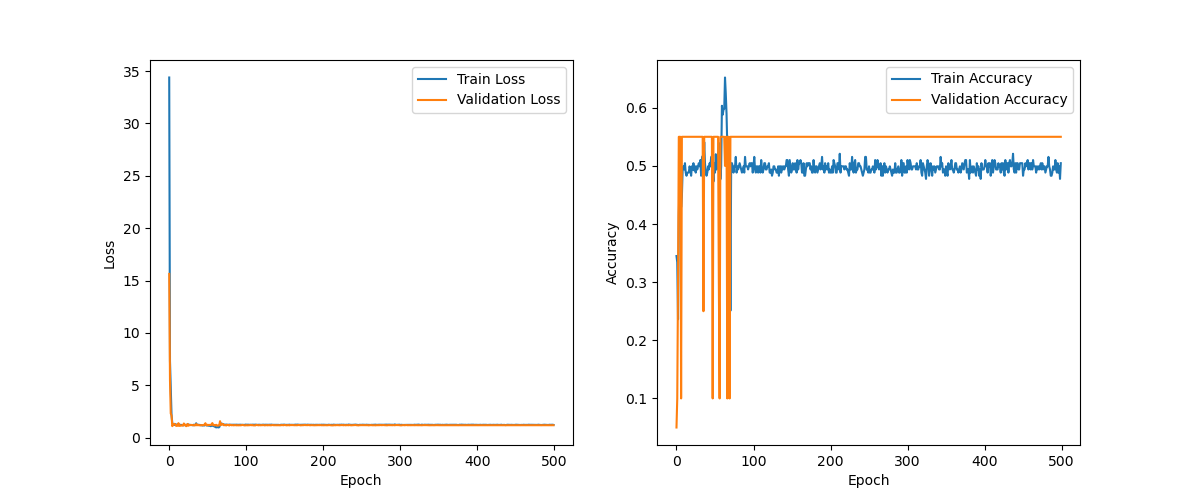 Train Loss
Validation Loss
35
30
25
20
15
10
5
0
Loss
0 100 200 300 400 500
Epoch
Train Accuracy
Validation Accuracy
0.6
0.5
0.4
0.3
0.2
0.1
Accuracy
0 100 200 300 400 500
Epoch